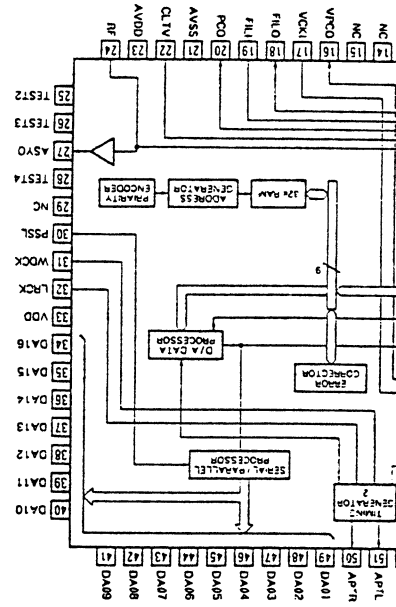 RF
AVDD
CLTV
AVSS
PCO
FILI
FILO
VCKI
VPCO
NC
NC
24
23
22
21
20
19
18
17
16
15
14
TEST2 25
TEST3 26
ASYO 27
TEST4 28
NC 29
PSSL 30
WDCK 31
LRCK 32
VDD 33
DA16 34
DA15 35
DA14 36
DA13 37
DA12 38
DA11 39
DA10 40
PRIORITY
ENCODER
ADDRESS
GENERATOR
32k RAM
9
D/A DATA
PROCESSOR
ERROR
CORRECTOR
SERIAL/PARALLEL
PROCESSOR
TIMING
GENERATOR
2
41
42
43
44
45
46
47
48
49
50
51
DA09
DA08
DA07
DA06
DA05
DA04
DA03
DA02
DA01
APTR
APTL